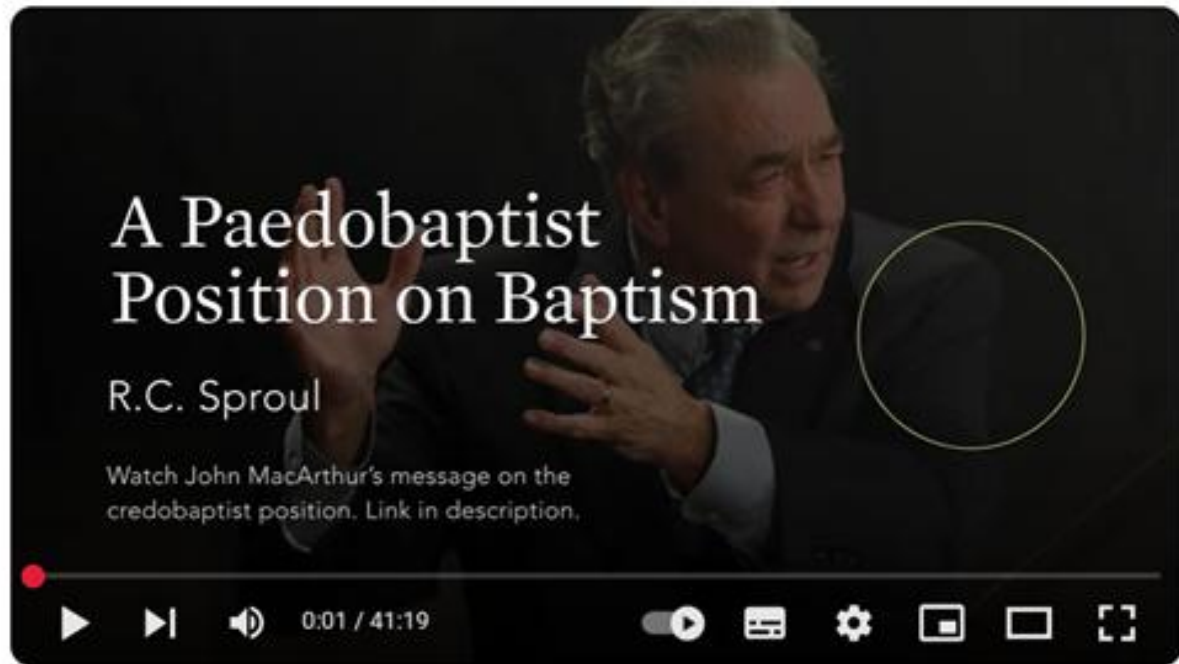 A Paedobaptist
Position on Baptism
R.C. Sproul
Watch John MacArthur's message on the
credobaptist position. Link in description.
0:01 / 41:19